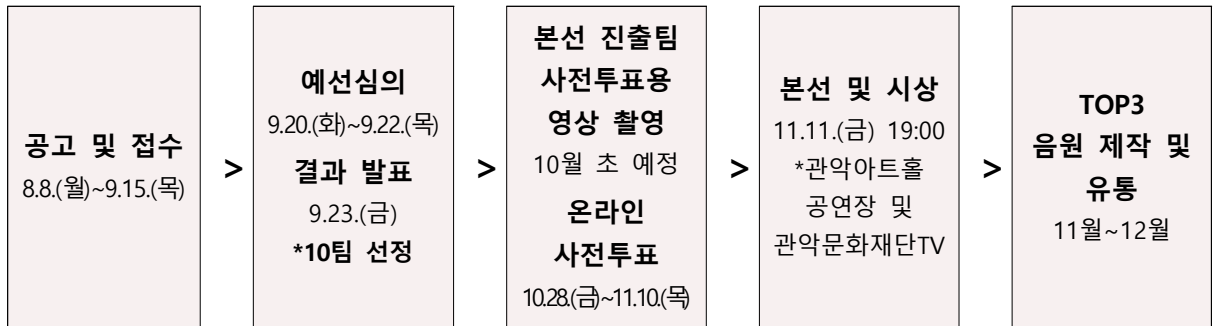 공고 및 접수
8.8.(월)~9.15.(목)
>
예선심의
9.20.(화)~9.22.(목)
결과 발표
9.23.(금)
*10팀 선정
>
본선 진출팀
사전투표용
영상 촬영
10월 초 예정
온라인
사전투표
10.28.(금)~11.10.(목)
>
본선 및 시상
11.11.(금) 19:00
*관악아트홀
공연장 및
관악문화재단TV
>
TOP3
음원 제작 및
유통
11월~12월